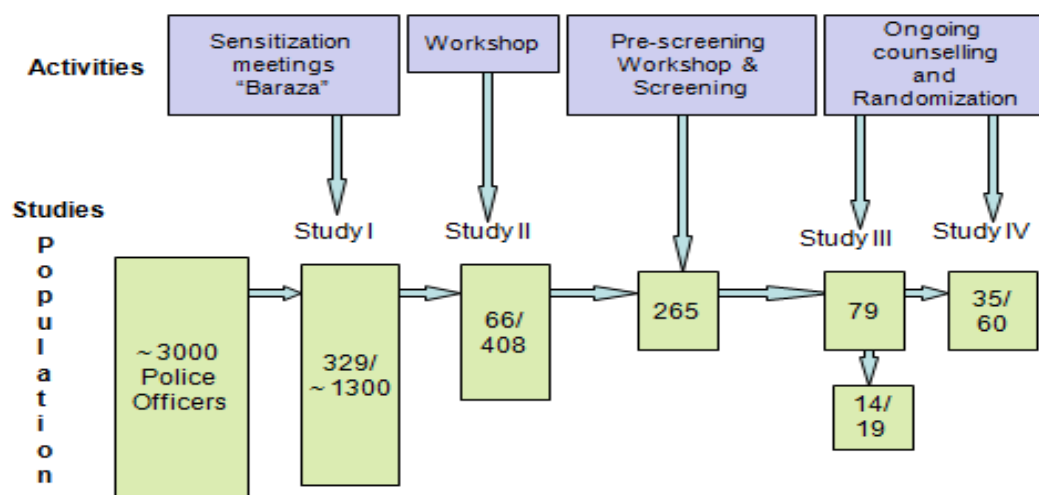 Activities
Sensitization
meetings
“Baraza”
Workshop
Pre-screening
Workshop &
Screening
Ongoing
counselling
and
Randomization
Studies
Study I
Study II
Study III
Study IV
Population
~3000
Police
Officers
329/
~1300
66/
408
265
79
35/
60
14/
19